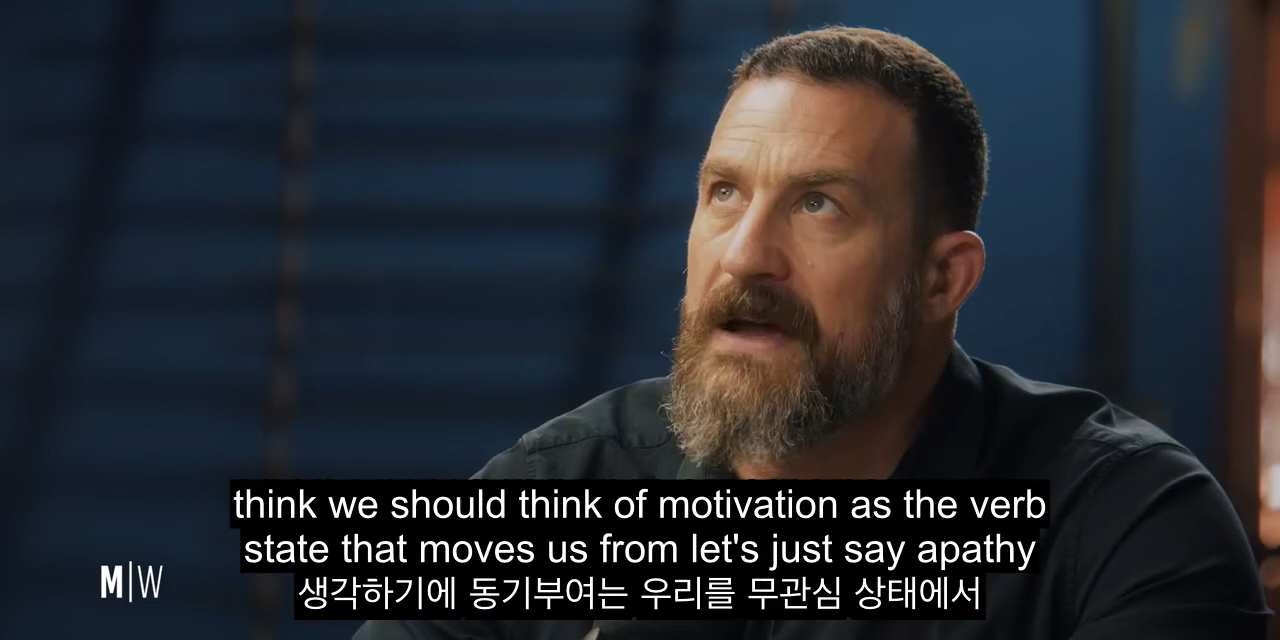 think we should think of motivation as the verb
state that moves us from let's just say apathy
생각하기에 동기부여는 우리를 무관심 상태에서
M|W